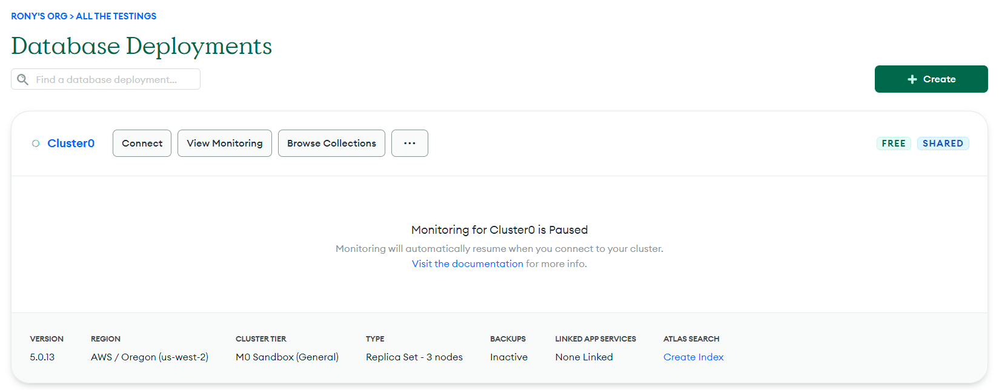 RONY'S ORG > ALL THE TESTINGS
Database Deployments
Find a database deployment...
+ Create
Cluster0
Connect
View Monitoring
Browse Collections
...
FREE
SHARED
Monitoring for Cluster0 is Paused
Monitoring will automatically resume when you connect to your cluster.
Visit the documentation for more info.
VERSION REGION CLUSTER TIER TYPE BACKUPS LINKED APP SERVICES ATLAS SEARCH
5.0.13 AWS / Oregon (us-west-2) M0 Sandbox (General) Replica Set - 3 nodes Inactive None Linked Create Index